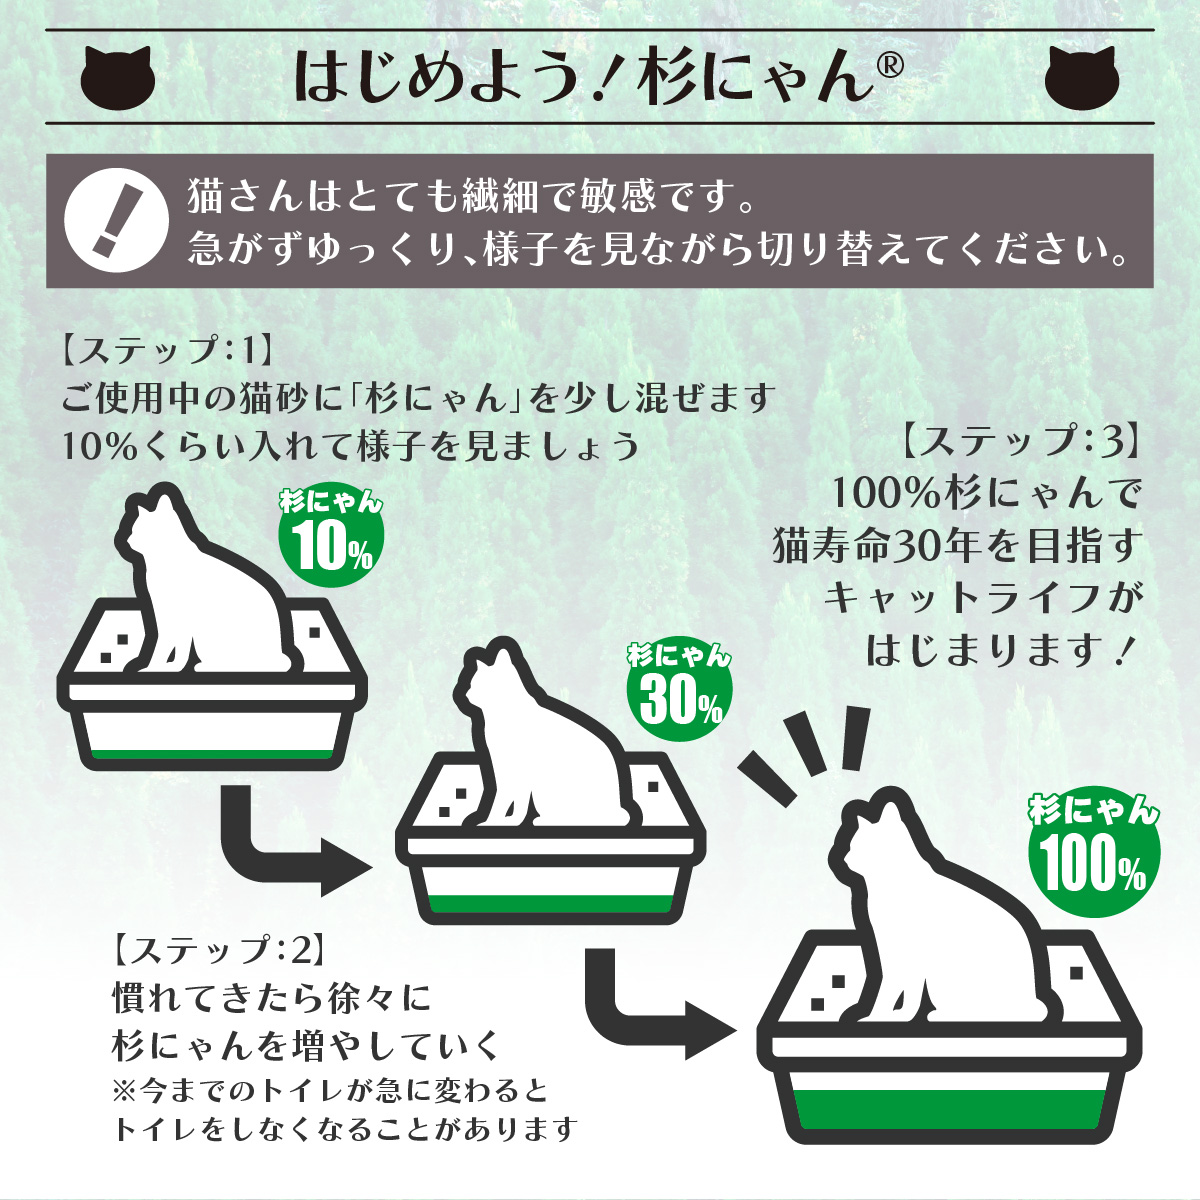 はじめよう！杉にゃん®
猫さんはとても繊細で敏感です。
急がずゆっくり、様子を見ながら切り替えてください。
【ステップ：1】
ご使用中の猫砂に「杉にゃん」を少し混ぜます
10%くらい入れて様子を見ましょう
杉にゃん
10%
杉にゃん
30%
【ステップ：2】
慣れてきたら徐々に
杉にゃんを増やしていく
※今までのトイレが急に変わると
トイレをしなくなることがあります
【ステップ：3】
100%杉にゃんで
猫寿命30年を目指す
キャットライフが
はじまります！
杉にゃん
100%